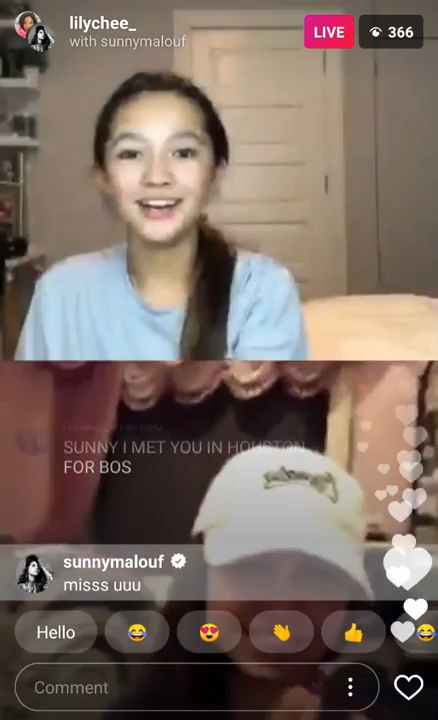 lilychee_
with sunnymalouf
LIVE
366
SUNNY I MET YOU IN HOUSTON
FOR BOS
sunnymalouf
misss uuu
Hello
Comment